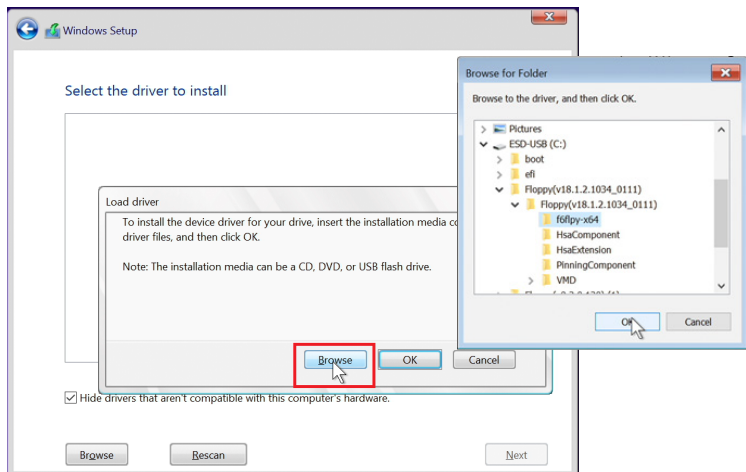 Windows Setup
Select the driver to install
Load driver
To install the device driver for your drive, insert the installation media co
driver files, and then click OK.
Note: The installation media can be a CD, DVD, or USB flash drive.
Browse
OK
Cancel
Hide drivers that aren't compatible with this computer's hardware.
Browse
Rescan
Next
Browse for Folder
Browse to the driver, and then click OK.
Pictures
ESD-USB (C:)
boot
efi
Floppy(v18.1.2.1034_0111)
Floppy(v18.1.2.1034_0111)
f6flpy-x64
HsaComponent
HsaExtension
PinningComponent
VMD
OK
Cancel